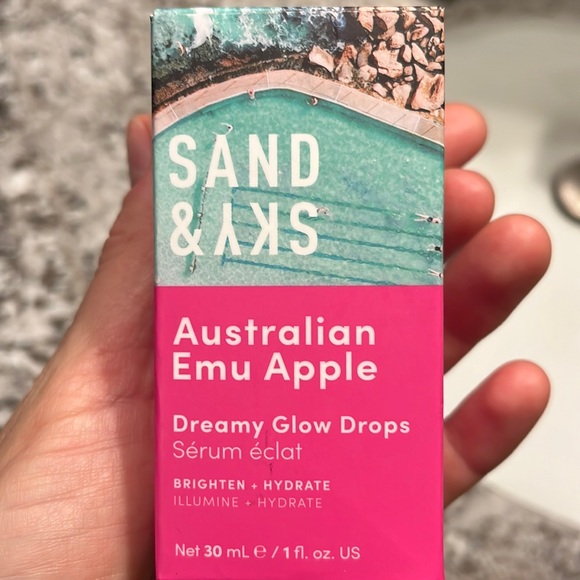 SAND
& SKY
Australian
Emu Apple
Dreamy Glow Drops
Sérum éclat
BRIGHTEN + HYDRATE
ILLUMINE + HYDRATE
Net 30 mL ℮ / 1 fl. oz. US